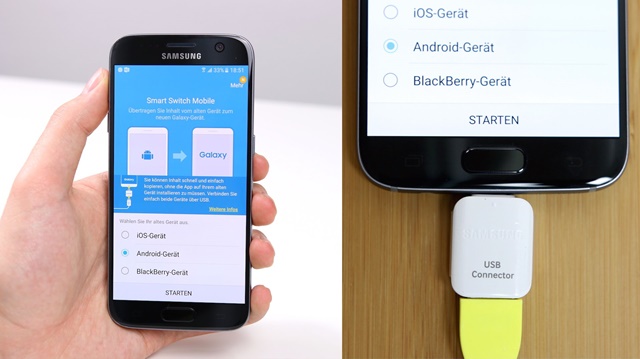 SAMSUNG
33% 18:51
Mehr
Smart Switch Mobile
Übertragen Sie Inhalt vom alten Gerät zum
neuen Galaxy-Gerät.
Galaxy
Sie können Inhalt schnell und einfach
kopieren, ohne die App auf Ihrem alten
Gerät installieren zu müssen. Verbinden Sie
einfach beide Geräte über USB.
Weitere Infos
Wählen Sie Ihr altes Gerät aus:
iOS-Gerät
Android-Gerät
BlackBerry-Gerät
STARTEN
iOS-Gerät
Android-Gerät
BlackBerry-Gerät
STARTEN
SAMSUNG
USB
Connector